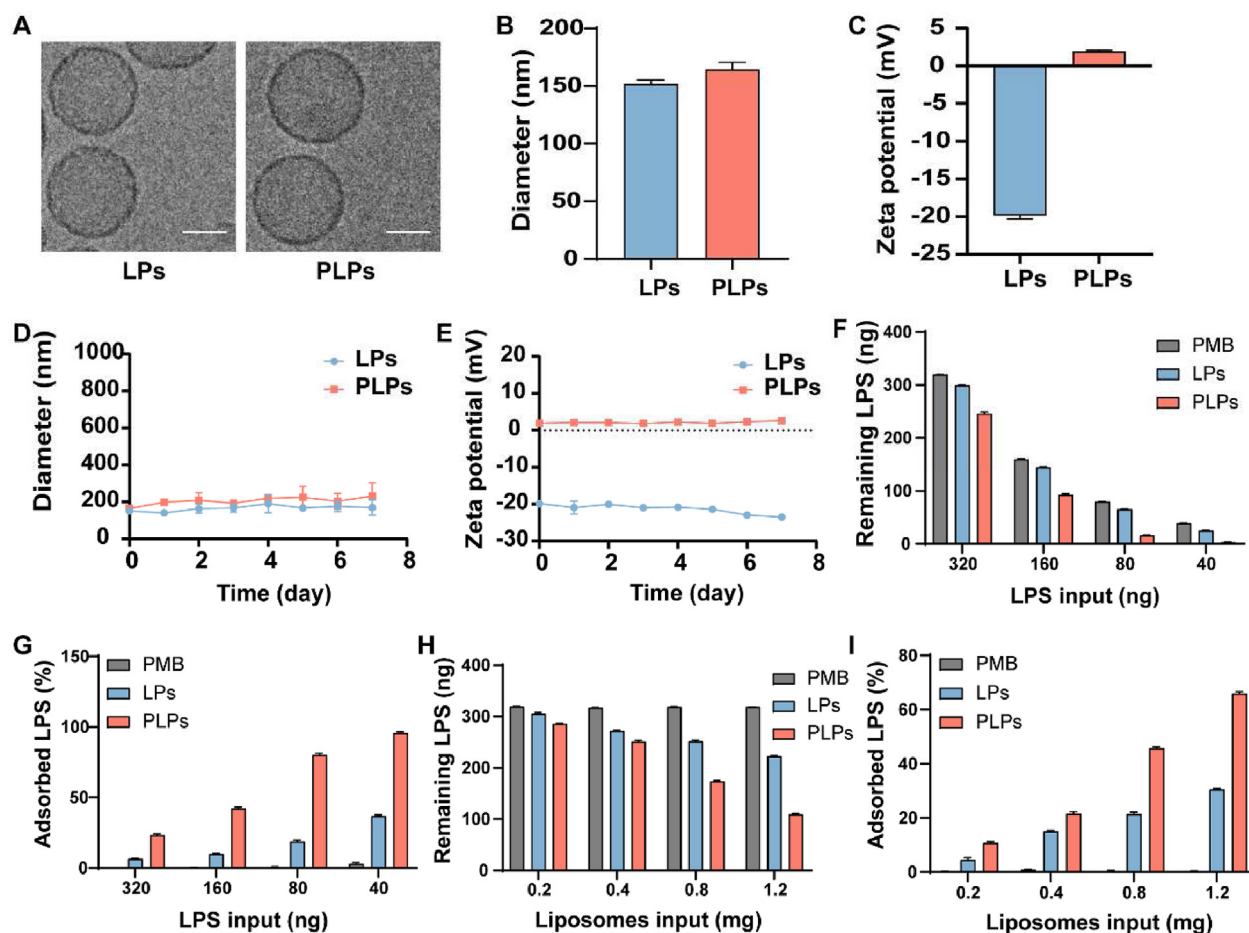 A
LPs
PLPs
B
Diameter (nm)
200
150
100
50
0
LPs
PLPs
C
Zeta potential (mV)
5
0
-5
-10
-15
-20
-25
LPs
PLPs
D
Diameter (nm)
1000
800
600
400
200
0
LPs
PLPs
0 2 4 6 8
Time (day)
E
Zeta potential (mV)
20
10
0
-10
-20
-30
LPs
PLPs
0 2 4 6 8
Time (day)
F
Remaining LPS (ng)
400
300
200
100
0
PMB
LPs
PLPs
320 160 80 40
LPS input (ng)
G
Adsorbed LPS (%)
150
100
50
0
PMB
LPs
PLPs
320 160 80 40
LPS input (ng)
H
Remaining LPS (ng)
400
300
200
100
0
PMB
LPs
PLPs
0.2 0.4 0.8 1.2
Liposomes input (mg)
I
Adsorbed LPS (%)
80
60
40
20
0
PMB
LPs
PLPs
0.2 0.4 0.8 1.2
Liposomes input (mg)